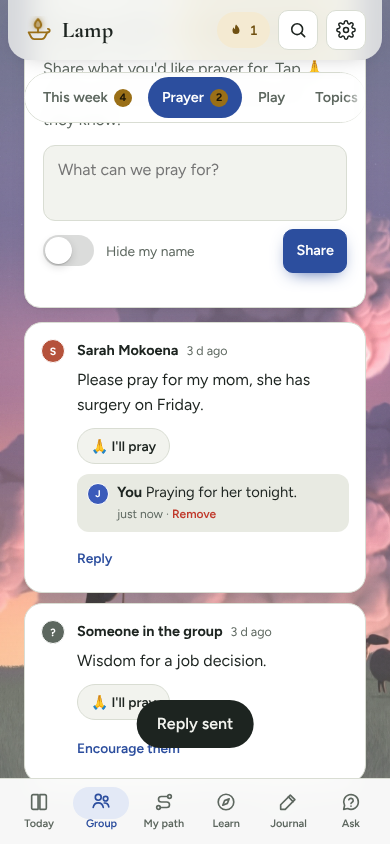 Lamp
1
Share what you'd like prayer for. Tap 🙏
This week 4
Prayer 2
Play
Topics
they know.
What can we pray for?
Hide my name
Share
S
Sarah Mokoena 3 d ago
Please pray for my mom, she has
surgery on Friday.
🙏 I'll pray
J
You Praying for her tonight.
just now · Remove
Reply
?
Someone in the group 3 d ago
Wisdom for a job decision.
🙏 I'll pray
Reply sent
Encourage them
Today
Group
My path
Learn
Journal
Ask